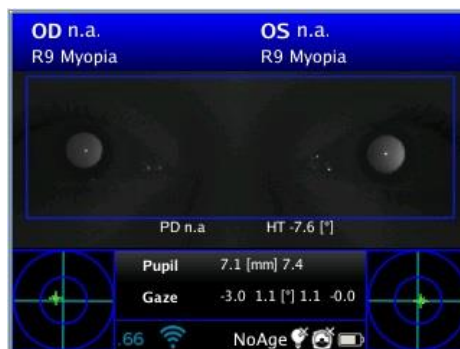 OD n.a. OS n.a.
R9 Myopia R9 Myopia
PD n.a HT -7.6 [°]
Pupil 7.1 [mm] 7.4
Gaze -3.0 1.1 [°] 1.1 -0.0
.66 NoAge